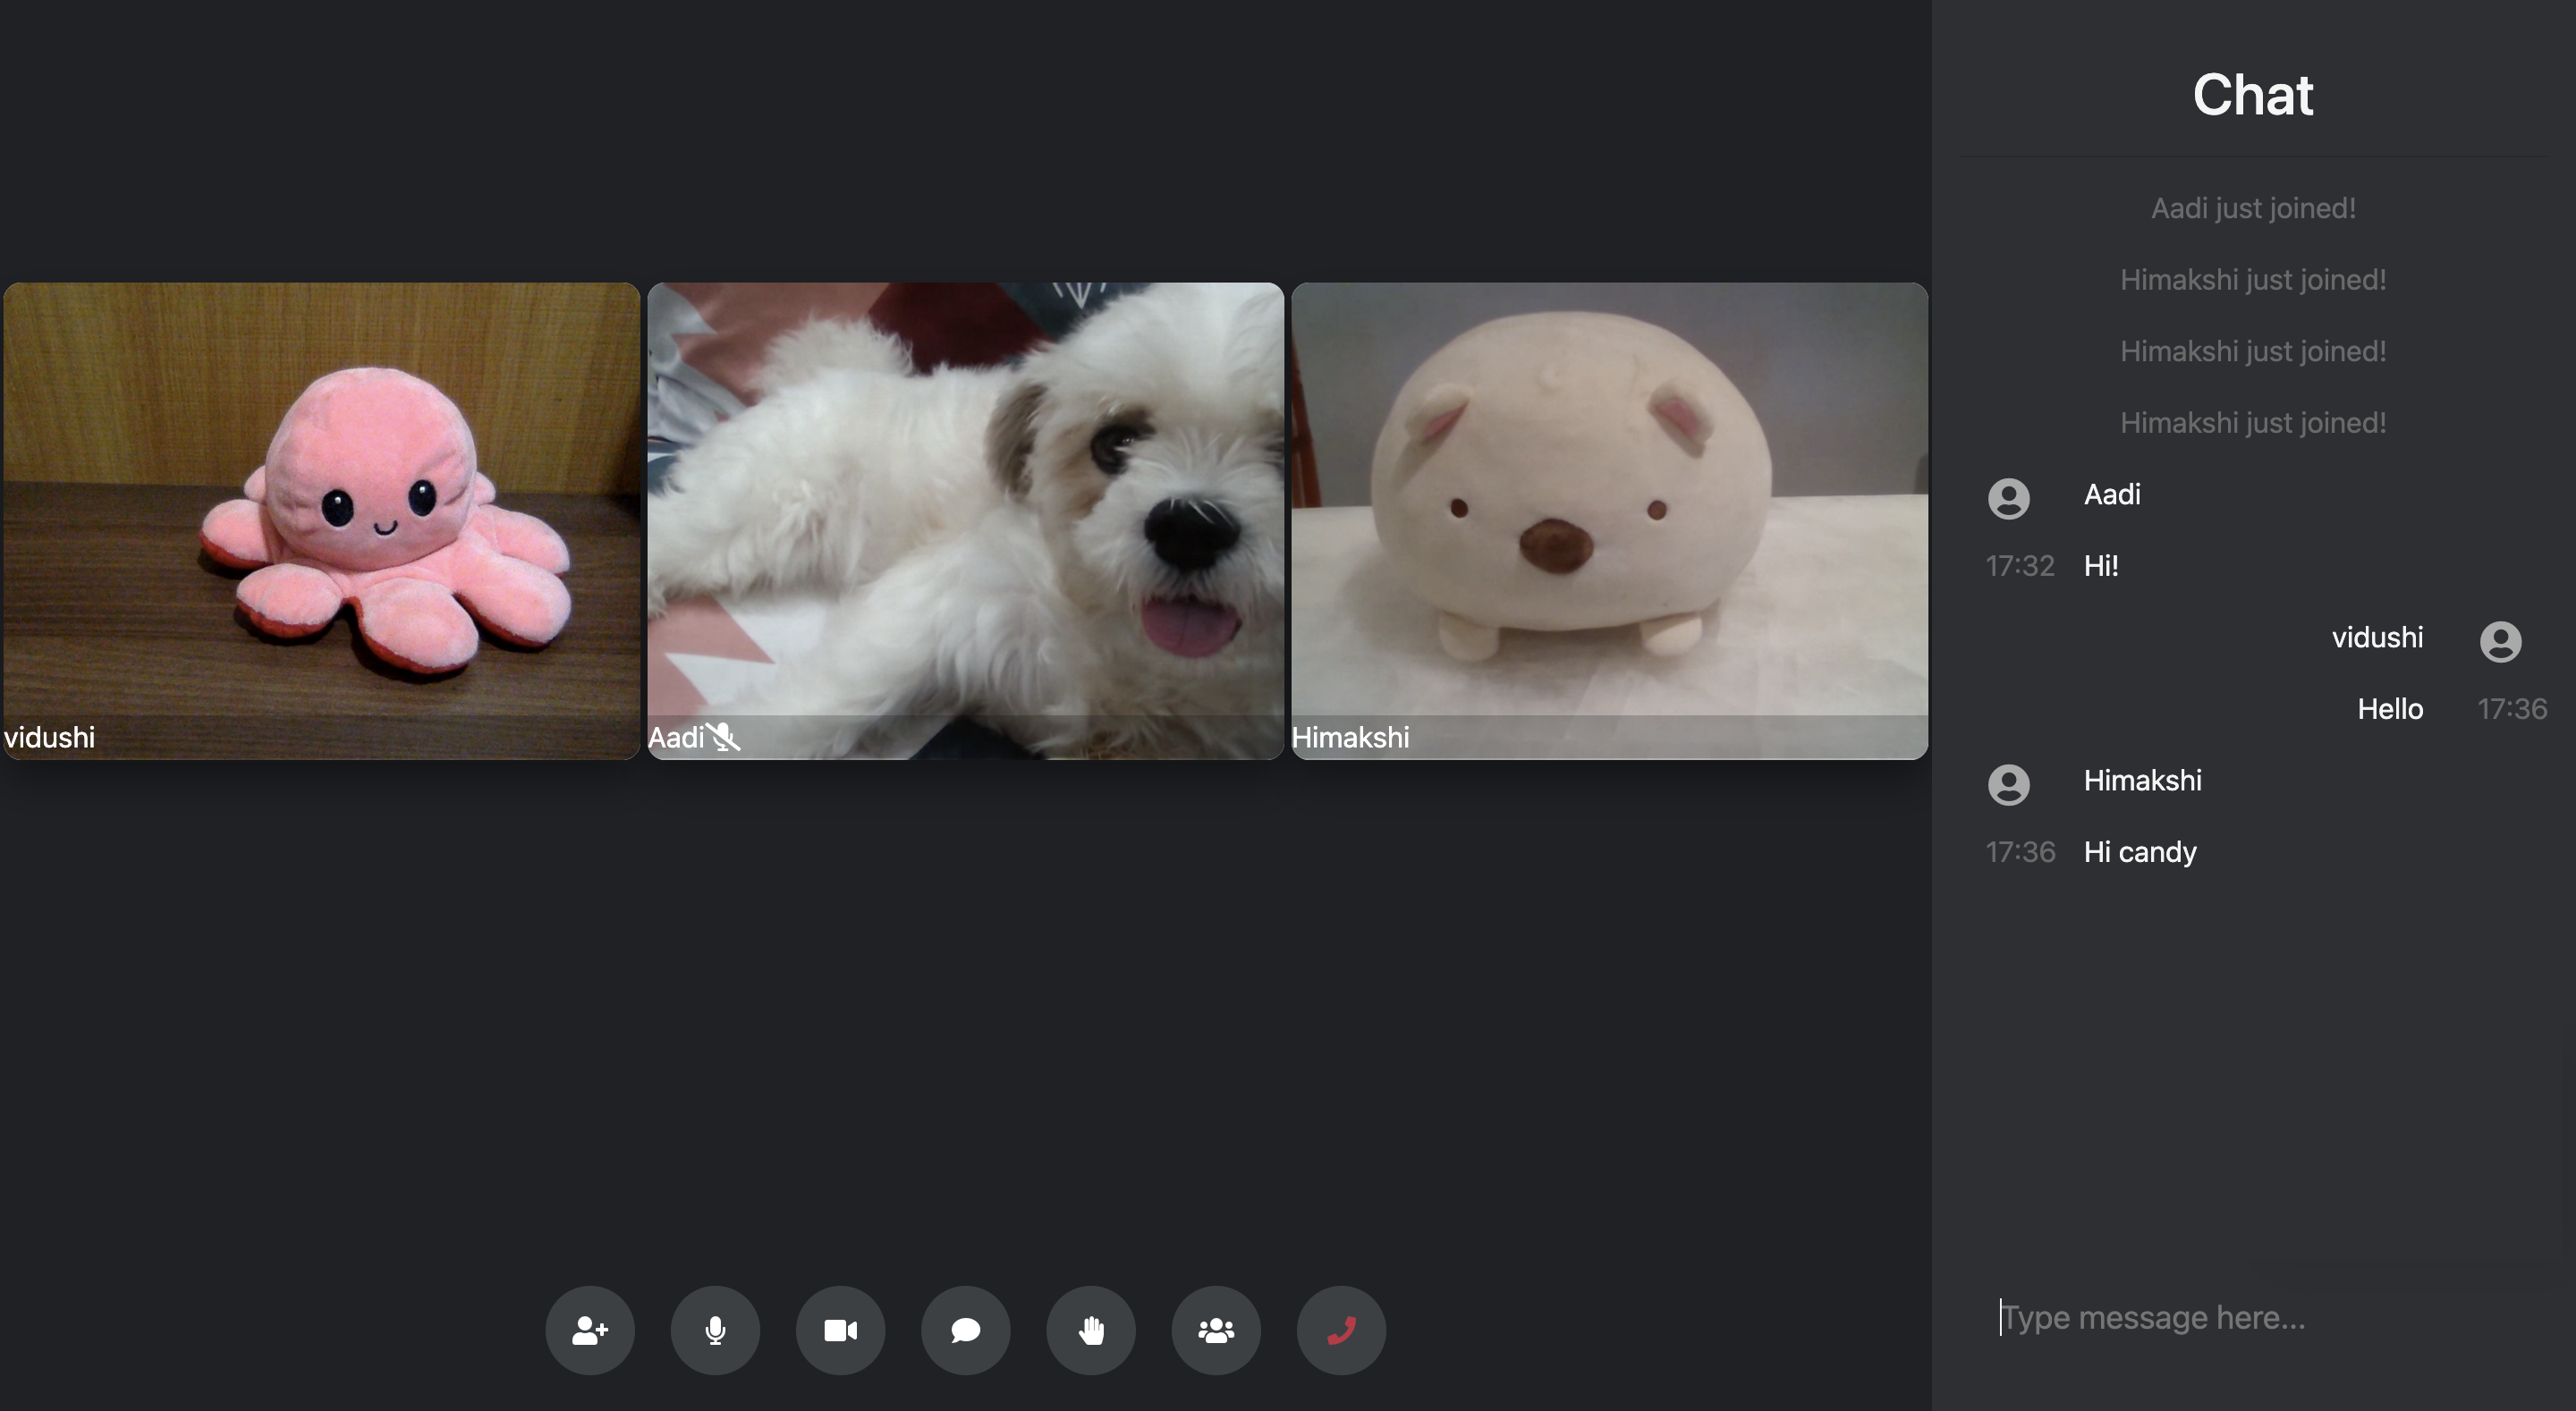 vidushi
Aadi
Himakshi
Chat
Aadi just joined!
Himakshi just joined!
Himakshi just joined!
Himakshi just joined!
Aadi
17:32 Hi!
vidushi
Hello 17:36
Himakshi
17:36 Hi candy
Type message here...